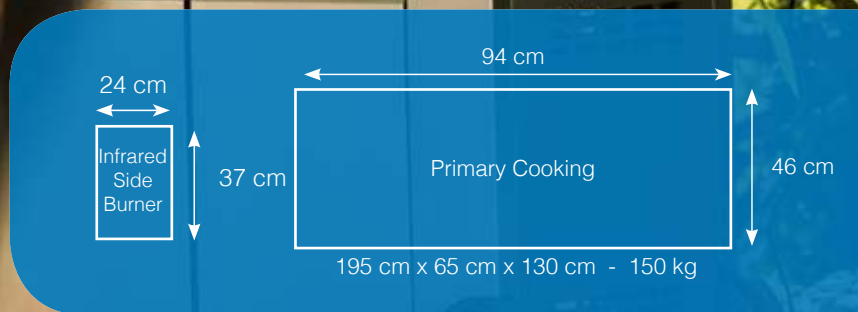 94 cm
24 cm
Infrared
Side
Burner
37 cm
Primary Cooking
46 cm
195 cm x 65 cm x 130 cm - 150 kg